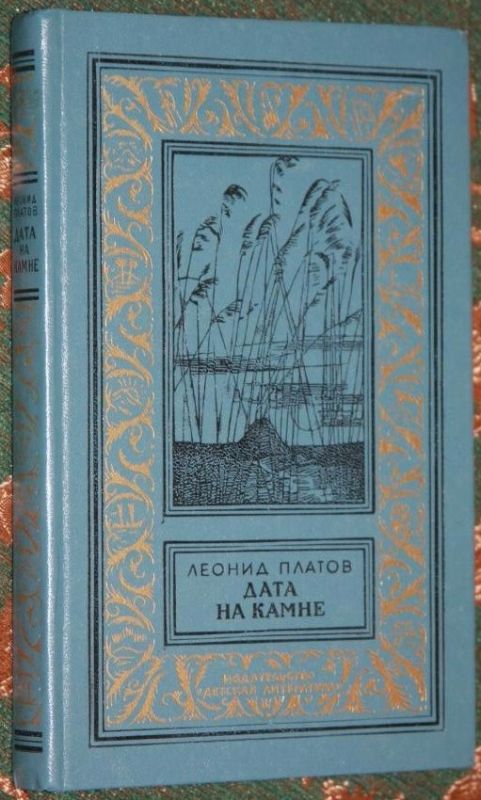 ЛЕОНИД
ПЛАТОВ
ДАТА
НА
КАМНЕ
ЛЕОНИД ПЛАТОВ
ДАТА
НА КАМНЕ
ИЗДАТЕЛЬСТВО
"ДЕТСКАЯ ЛИТЕРАТУРА"